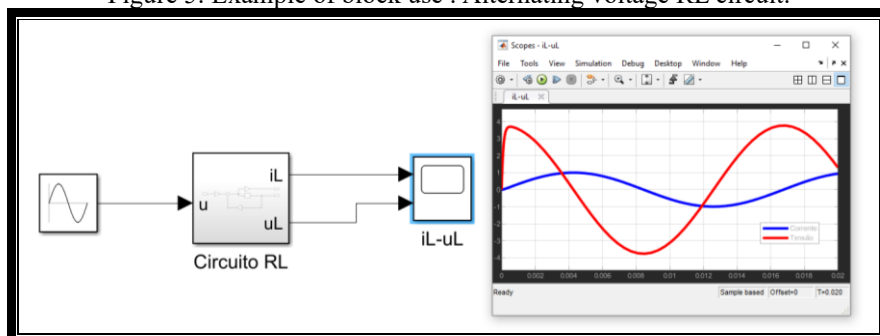 Figure 5. Example of block use . Alternating voltage RL circuit.
Scopes - iL-uL
File Tools View Simulation Debug Desktop Window Help
iL-uL
4
3
2
1
0
-1
-2
-3
-4
Corrente
Tensão
0 0.002 0.004 0.006 0.008 0.01 0.012 0.014 0.016 0.018 0.02
Ready Sample based Offset=0 T=0.020
iL
u
uL
Circuito RL
iL-uL